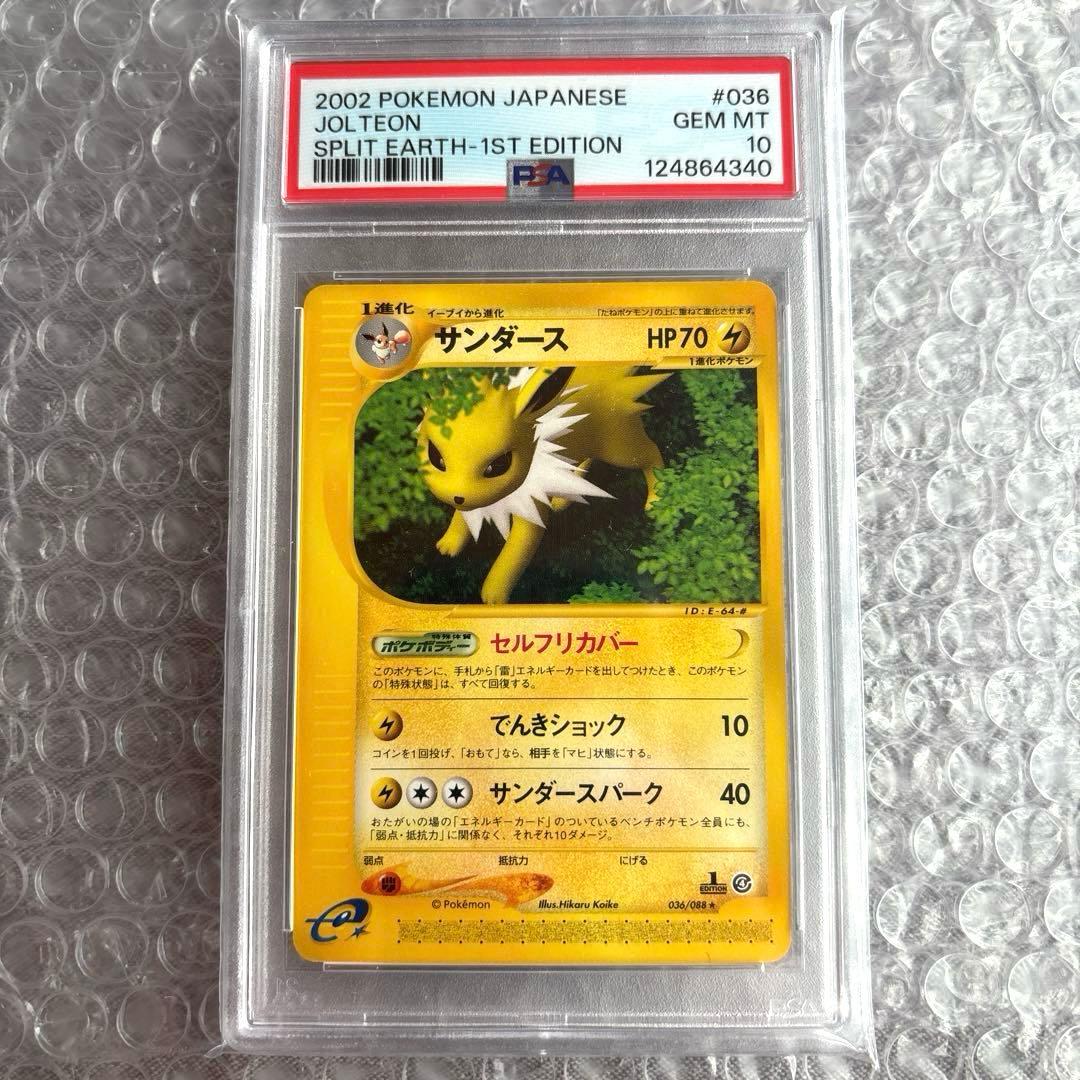 2002 POKEMON JAPANESE #036
JOLTEON GEM MT
SPLIT EARTH-1ST EDITION 10
PSA 124864340
1進化 イーブイから進化 「たねポケモン」の上に重ねて進化させます。
サンダース HP70
1進化ポケモン
ID:E-64-#
特殊体質
ポケボディー セルフリカバー
このポケモンに、手札から「雷」エネルギーカードを出してつけたとき、このポケモン
の「特殊状態」は、すべて回復する。
でんきショック 10
コインを1回投げ、「おもて」なら、相手を「マヒ」状態にする。
サンダースパーク 40
おたがいの場の「エネルギーカード」のついているベンチポケモン全員にも、
「弱点・抵抗力」に関係なく、それぞれ10ダメージ。
弱点 抵抗力 にげる
1
EDITION
© Pokémon Illus.Hikaru Koike 036/088★
e